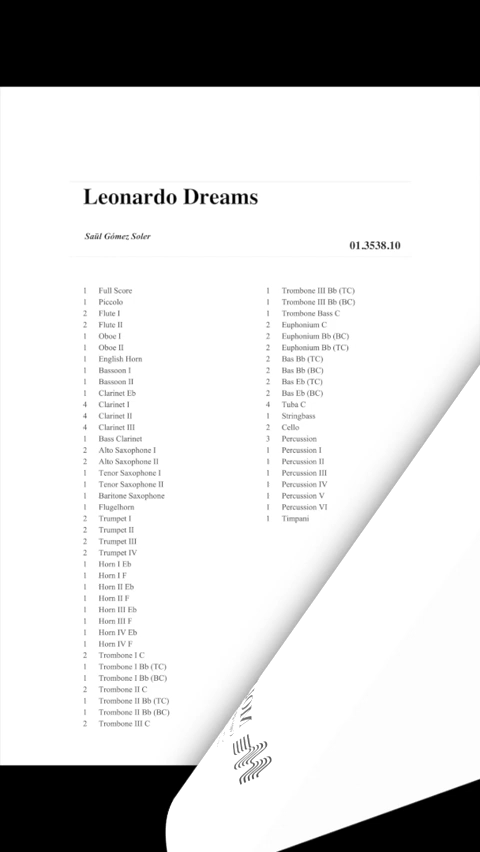 Leonardo Dreams
Saül Gómez Soler
01.3538.10
1 Full Score
1 Piccolo
2 Flute I
2 Flute II
1 Oboe I
1 Oboe II
1 English Horn
1 Bassoon I
1 Bassoon II
1 Clarinet Eb
4 Clarinet I
4 Clarinet II
4 Clarinet III
1 Bass Clarinet
2 Alto Saxophone I
2 Alto Saxophone II
1 Tenor Saxophone I
1 Tenor Saxophone II
1 Baritone Saxophone
1 Flugelhorn
2 Trumpet I
2 Trumpet II
2 Trumpet III
2 Trumpet IV
1 Horn I Eb
1 Horn I F
1 Horn II Eb
1 Horn II F
1 Horn III Eb
1 Horn III F
1 Horn IV Eb
1 Horn IV F
2 Trombone I C
1 Trombone I Bb (TC)
1 Trombone I Bb (BC)
2 Trombone II C
1 Trombone II Bb (TC)
1 Trombone II Bb (BC)
2 Trombone III C
1 Trombone III Bb (TC)
1 Trombone III Bb (BC)
1 Trombone Bass C
2 Euphonium C
2 Euphonium Bb (BC)
2 Euphonium Bb (TC)
2 Bas Bb (TC)
2 Bas Bb (BC)
2 Bas Eb (TC)
2 Bas Eb (BC)
4 Tuba C
1 Stringbass
2 Cello
3 Percussion
1 Percussion I
1 Percussion II
1 Percussion III
1 Percussion IV
1 Percussion V
1 Percussion VI
1 Timpani